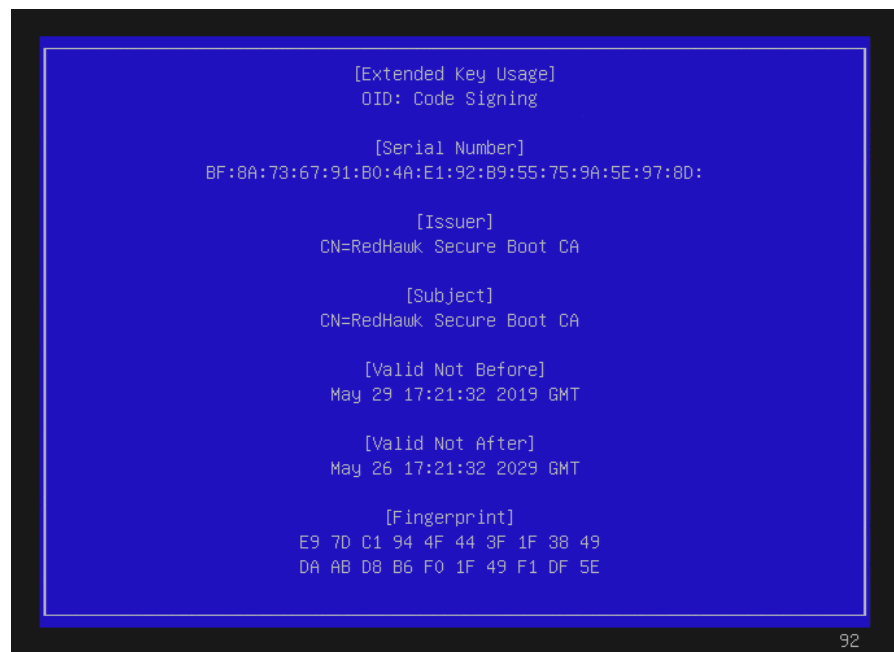 [Extended Key Usage]
OID: Code Signing
[Serial Number]
BF:8A:73:67:91:B0:4A:E1:92:B9:55:75:9A:5E:97:8D:
[Issuer]
CN=RedHawk Secure Boot CA
[Subject]
CN=RedHawk Secure Boot CA
[Valid Not Before]
May 29 17:21:32 2019 GMT
[Valid Not After]
May 26 17:21:32 2029 GMT
[Fingerprint]
E9 7D C1 94 4F 44 3F 1F 38 49
DA AB D8 B6 F0 1F 49 F1 DF 5E
92